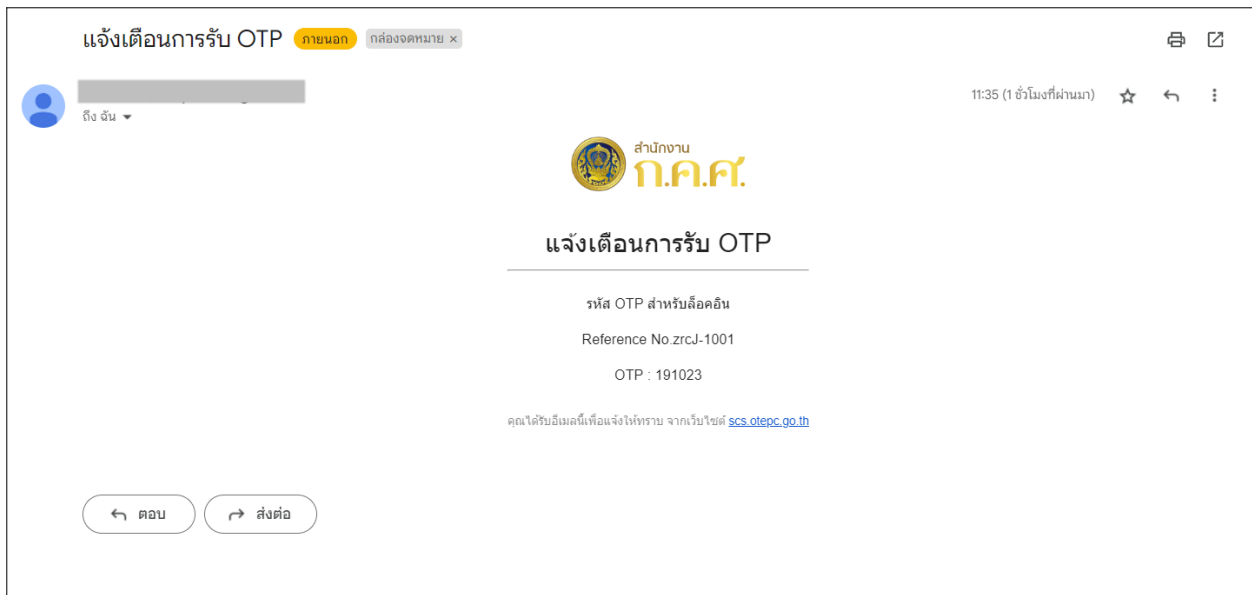 แจ้งเตือนการรับ OTP ภายนอก กล่องจดหมาย ×
11:35 (1 ชั่วโมงที่ผ่านมา)
ถึง ฉัน
สำนักงาน
ก.ค.ศ.
แจ้งเตือนการรับ OTP
รหัส OTP สำหรับล็อคอิน
Reference No.zrcJ-1001
OTP : 191023
คุณได้รับอีเมลนี้เพื่อแจ้งให้ทราบ จากเว็บไซต์ scs.otepc.go.th
ตอบ ส่งต่อ